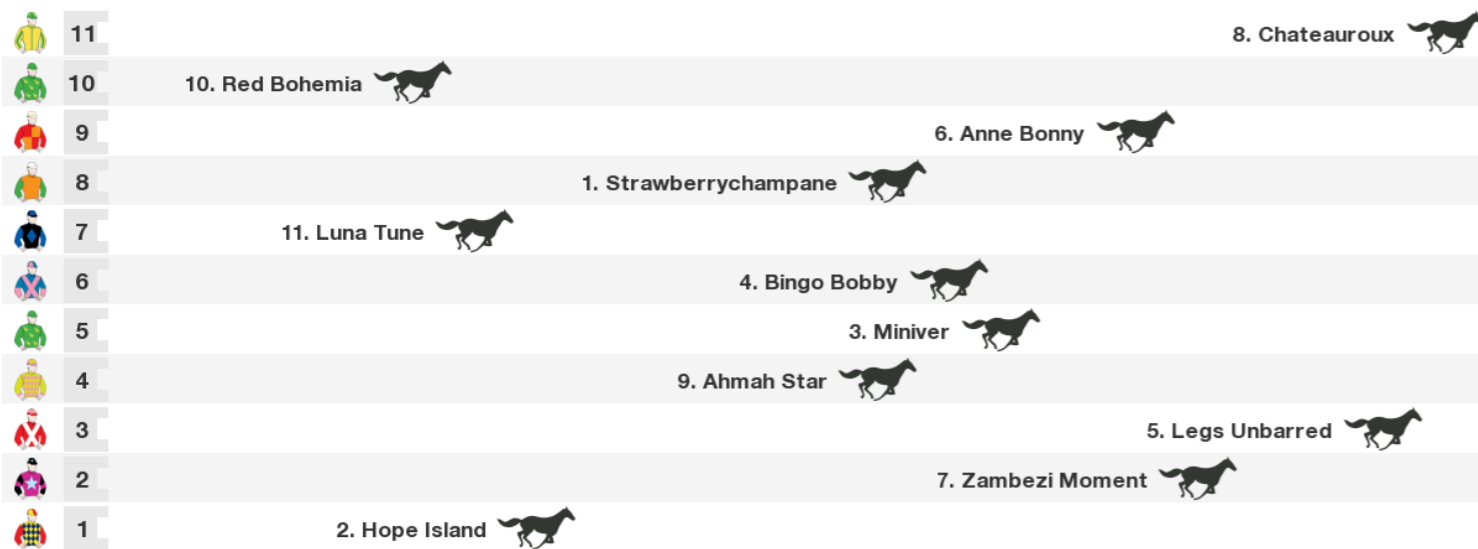 11 8. Chateauroux
10 10. Red Bohemia
9 6. Anne Bonny
8 1. Strawberrychampane
7 11. Luna Tune
6 4. Bingo Bobby
5 3. Miniver
4 9. Ahmah Star
3 5. Legs Unbarred
2 7. Zambezi Moment
1 2. Hope Island